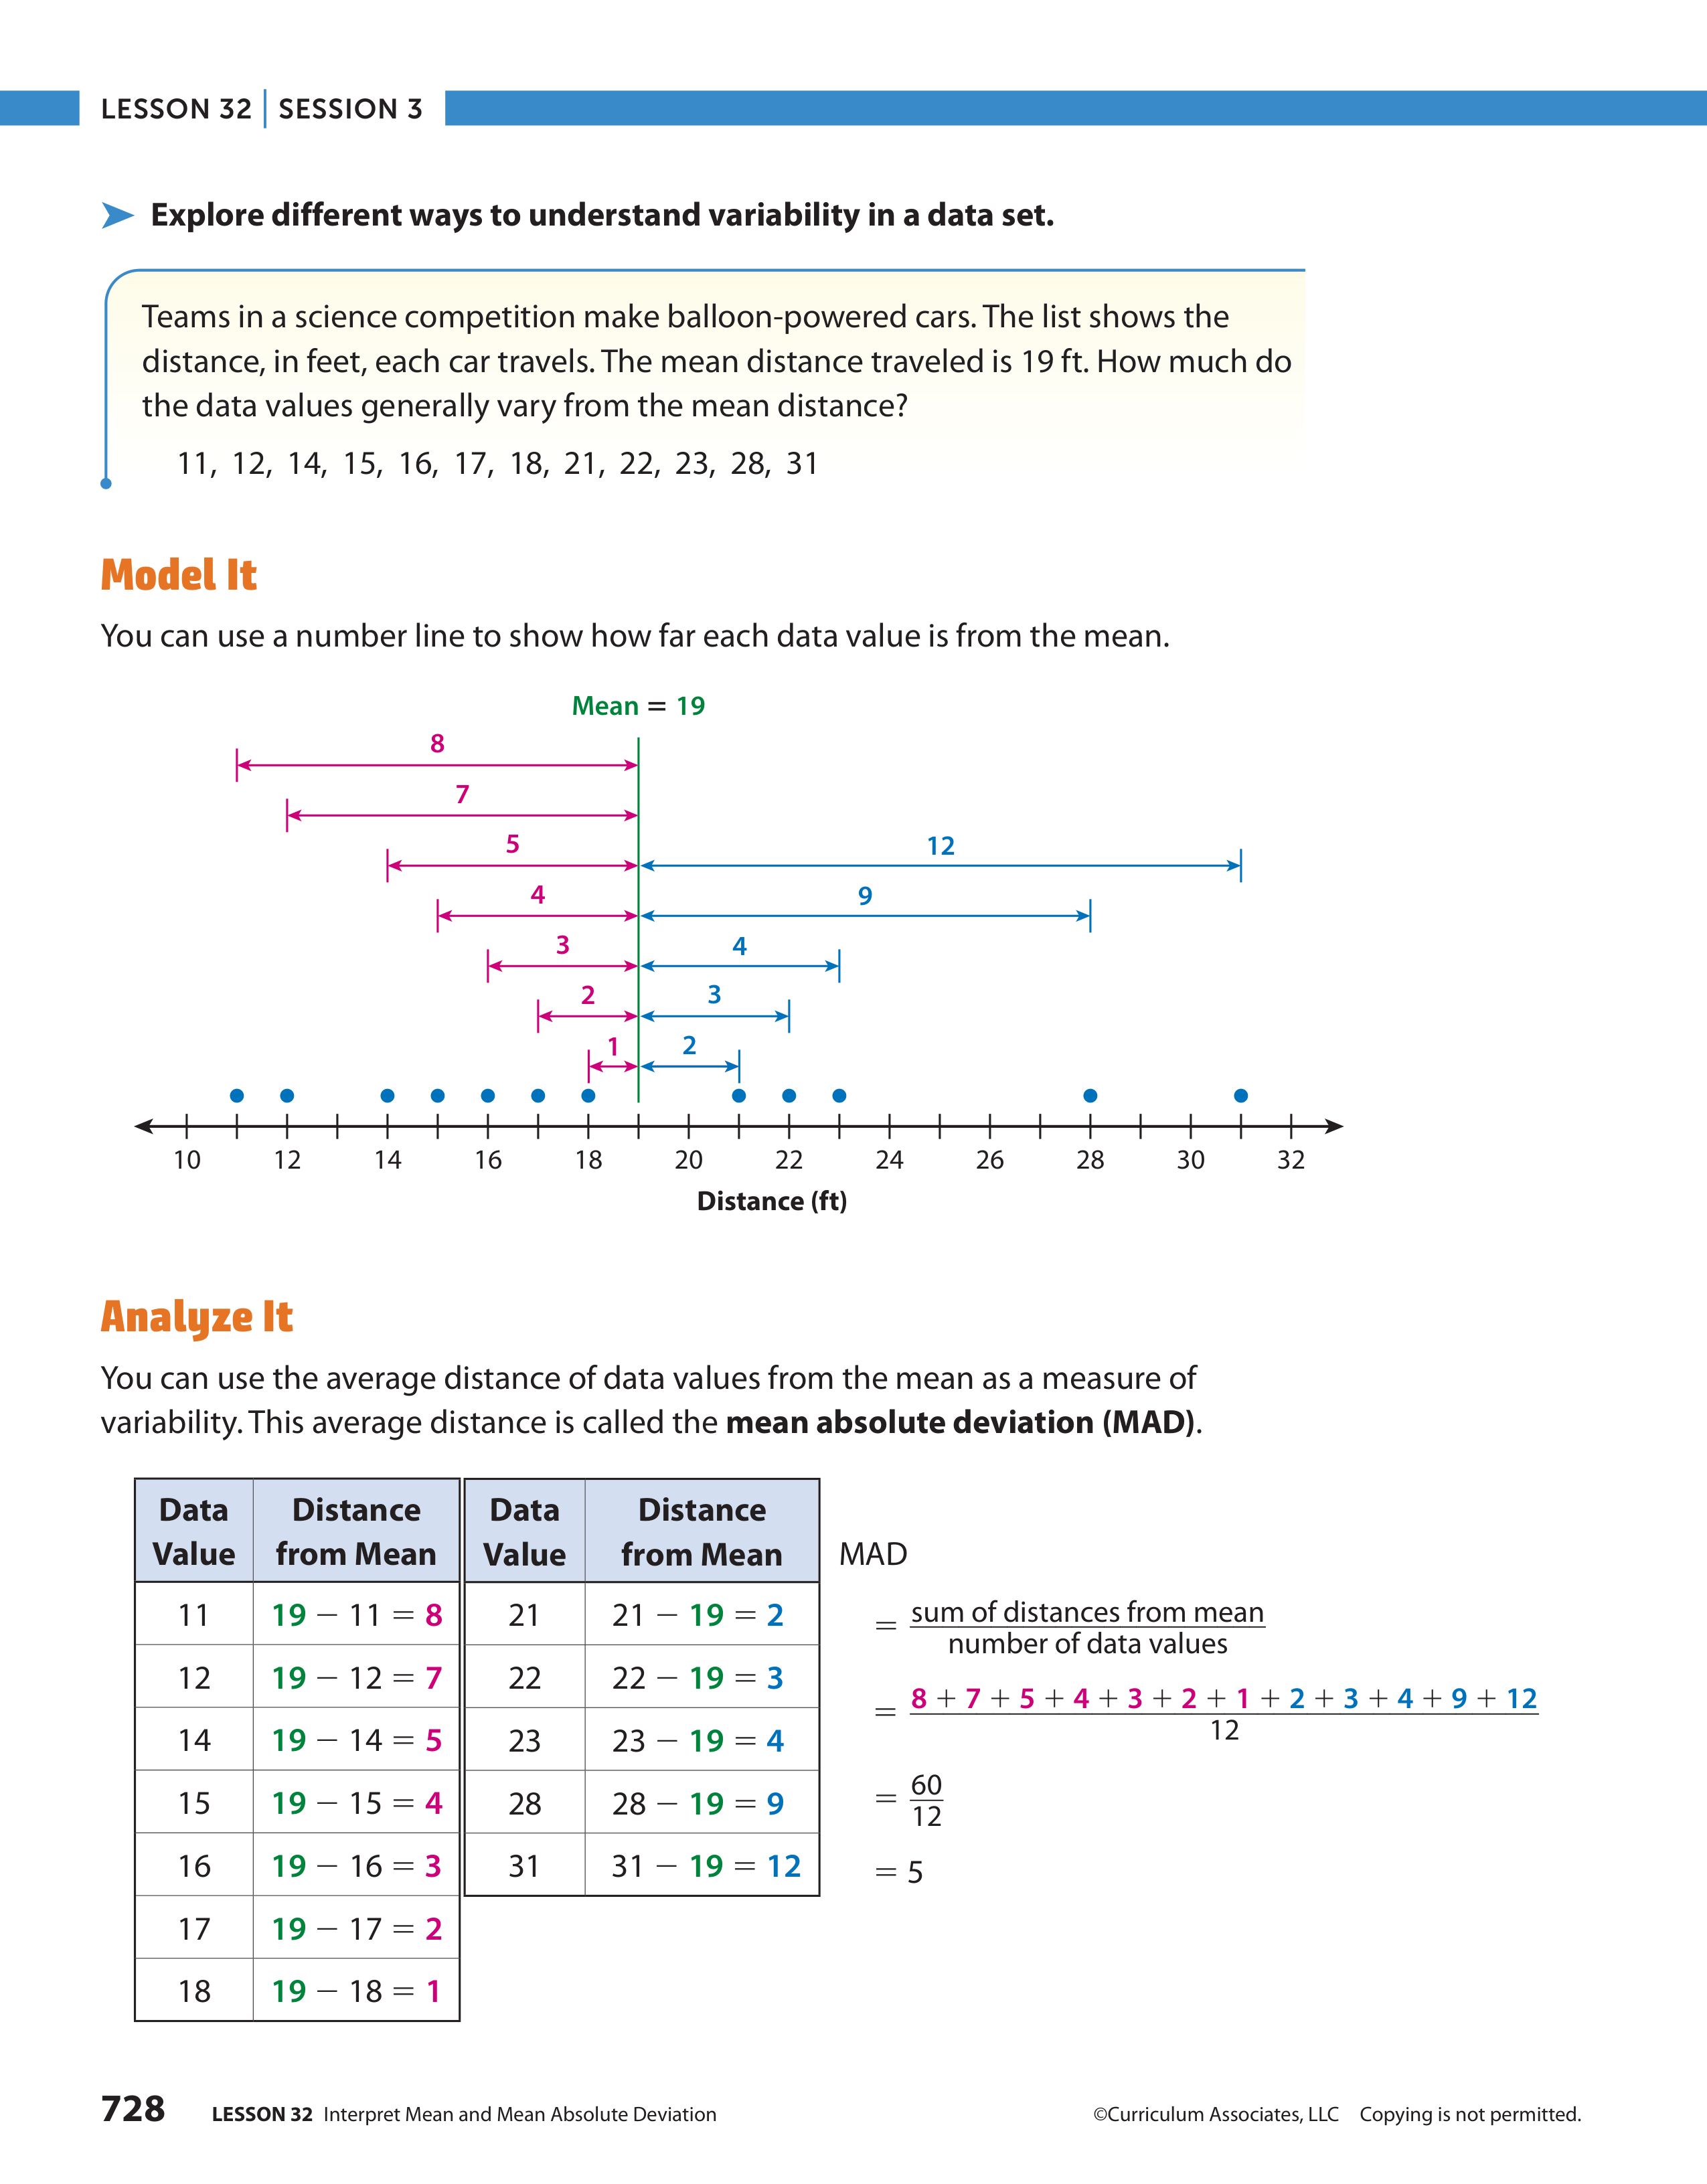 LESSON 32 | SESSION 3
Explore different ways to understand variability in a data set.
Teams in a science competition make balloon-powered cars. The list shows the
distance, in feet, each car travels. The mean distance traveled is 19 ft. How much do
the data values generally vary from the mean distance?
11, 12, 14, 15, 16, 17, 18, 21, 22, 23, 28, 31
Model It
You can use a number line to show how far each data value is from the mean.
Mean = 19
8
7
5 12
4 9
3 4
2 3
1 2
10 12 14 16 18 20 22 24 26 28 30 32
Distance (ft)
Analyze It
You can use the average distance of data values from the mean as a measure of
variability. This average distance is called the mean absolute deviation (MAD).
Data Value Distance from Mean
11 19 − 11 = 8
12 19 − 12 = 7
14 19 − 14 = 5
15 19 − 15 = 4
16 19 − 16 = 3
17 19 − 17 = 2
18 19 − 18 = 1
Data Value Distance from Mean
21 21 − 19 = 2
22 22 − 19 = 3
23 23 − 19 = 4
28 28 − 19 = 9
31 31 − 19 = 12
MAD
= sum of distances from mean
number of data values
= 8 + 7 + 5 + 4 + 3 + 2 + 1 + 2 + 3 + 4 + 9 + 12
12
= 60
12
= 5
728 LESSON 32 Interpret Mean and Mean Absolute Deviation ©Curriculum Associates, LLC Copying is not permitted.